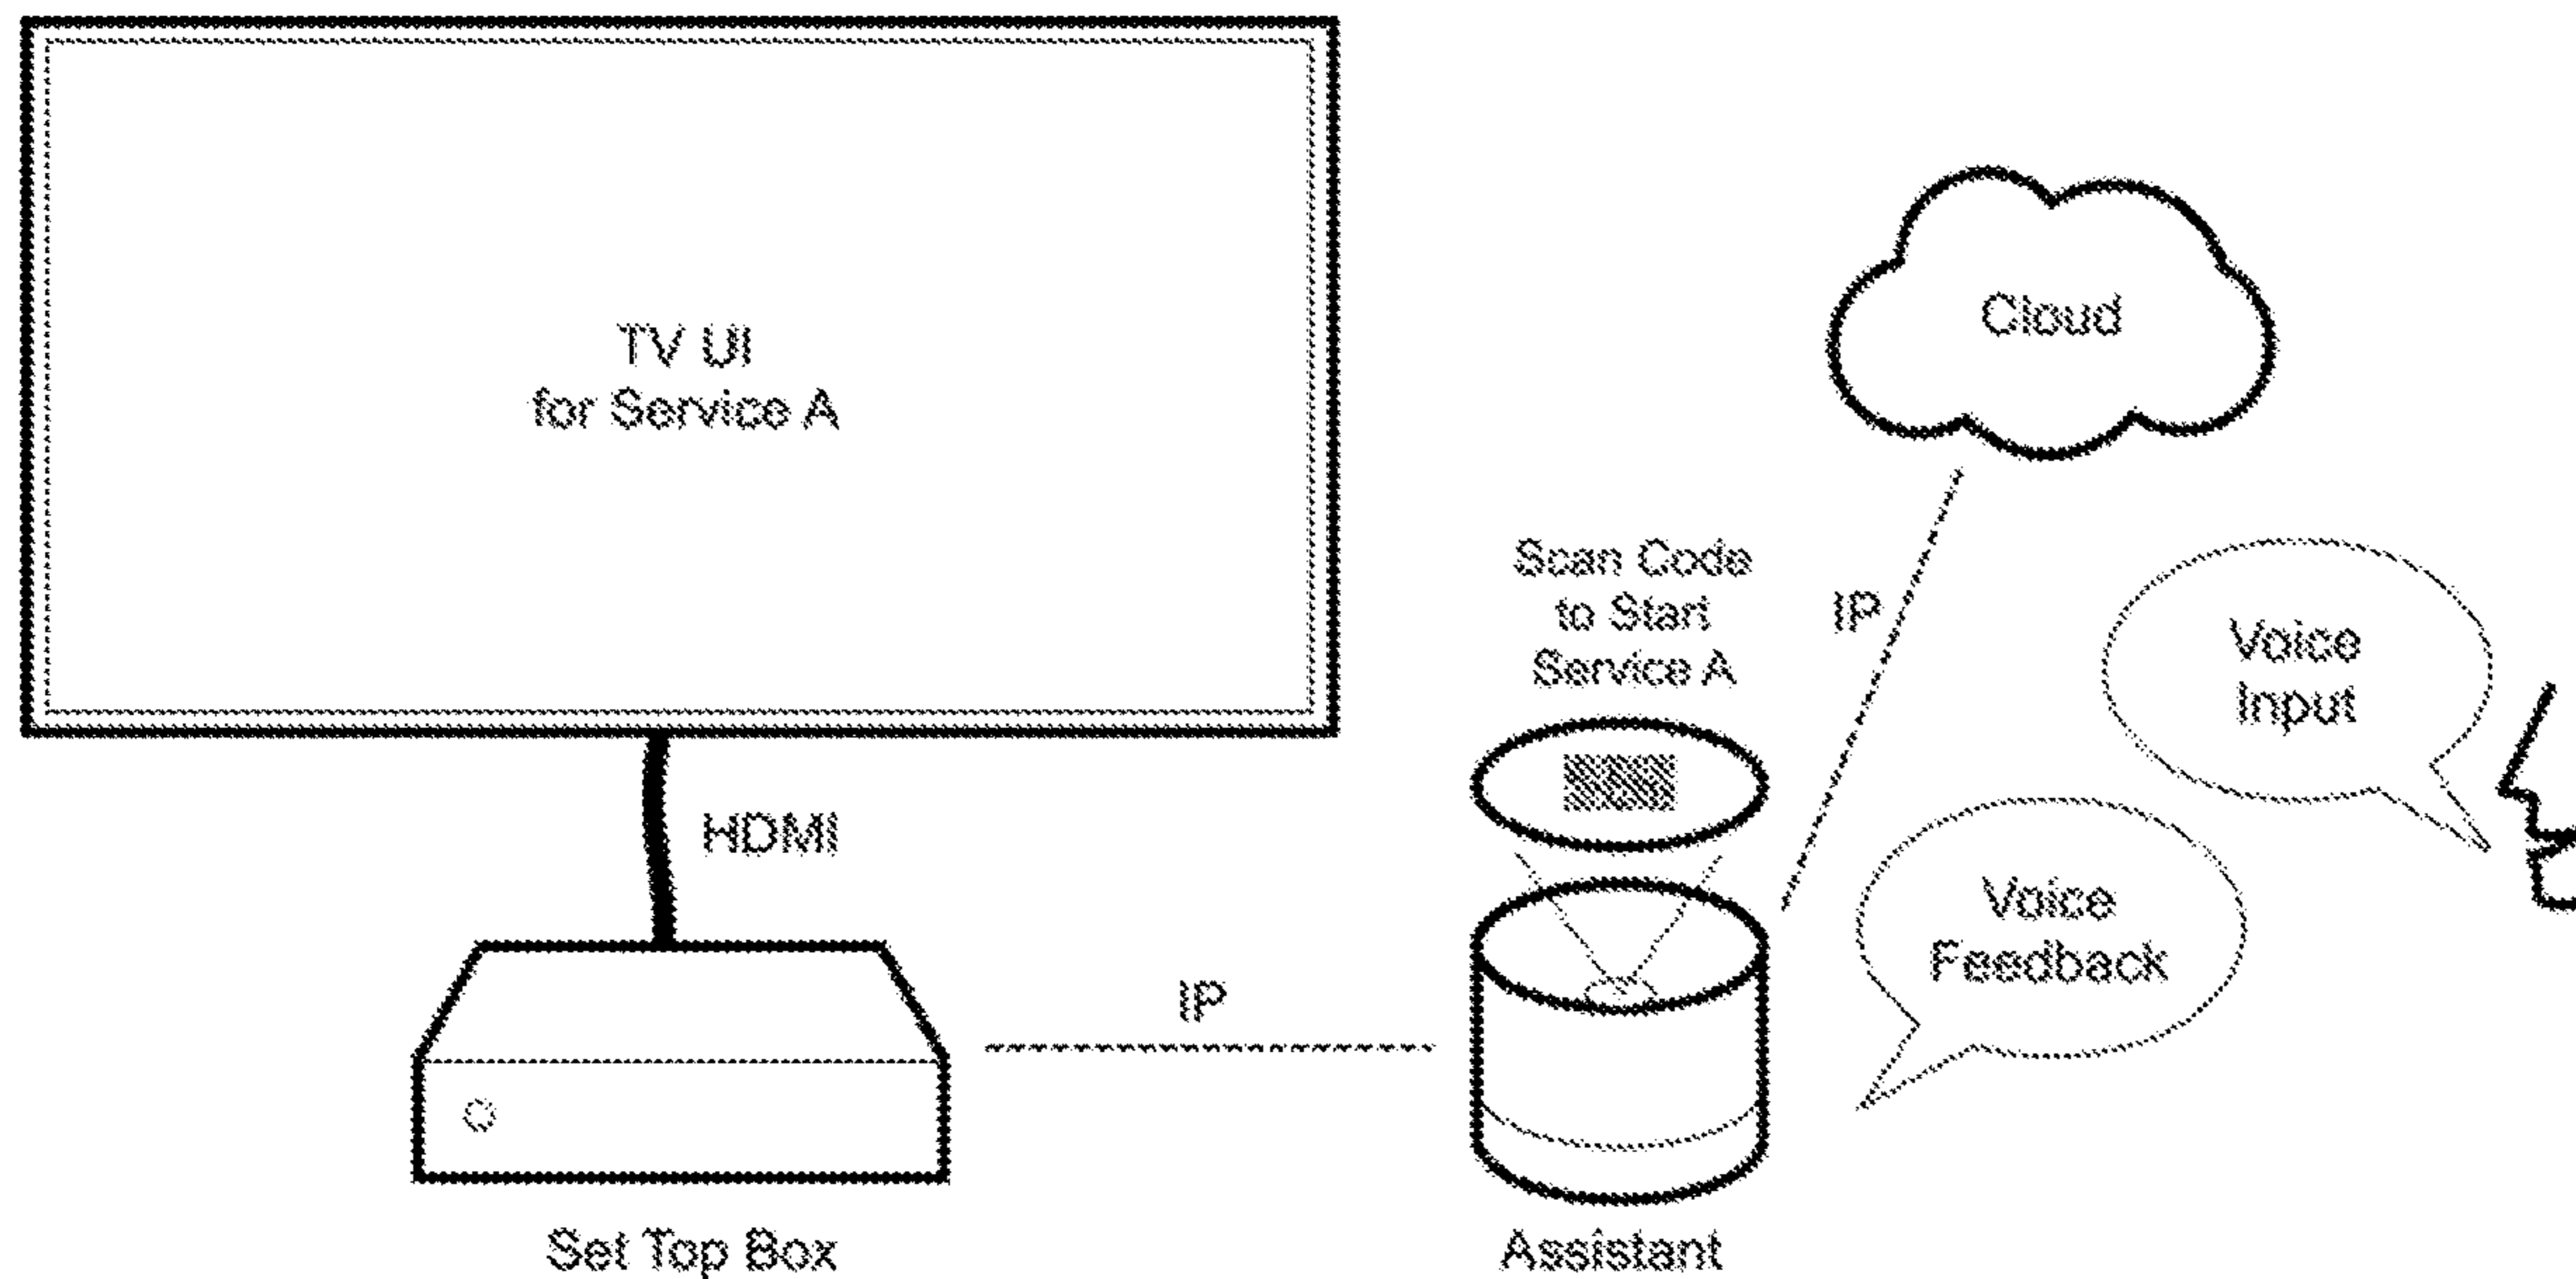 TV UI
for Service A
HDMI
Set Top Box
IP
Scan Code
to Start
Service A
Assistant
IP
Cloud
Voice
Input
Voice
Feedback